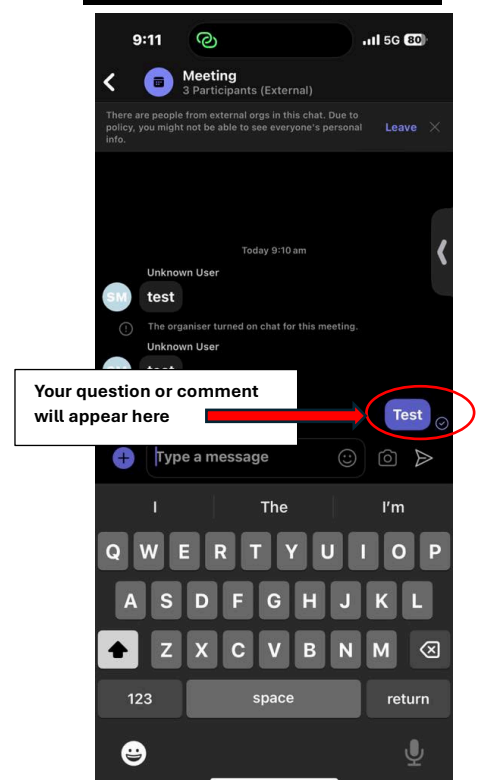 9:11
5G 80
Meeting
3 Participants (External)
There are people from external orgs in this chat. Due to
policy, you might not be able to see everyone's personal
info.
Leave
Today 9:10 am
Unknown User
SM
test
The organiser turned on chat for this meeting.
Unknown User
Your question or comment
will appear here
Test
Type a message
I The I'm
Q W E R T Y U I O P
A S D F G H J K L
Z X C V B N M
123 space return